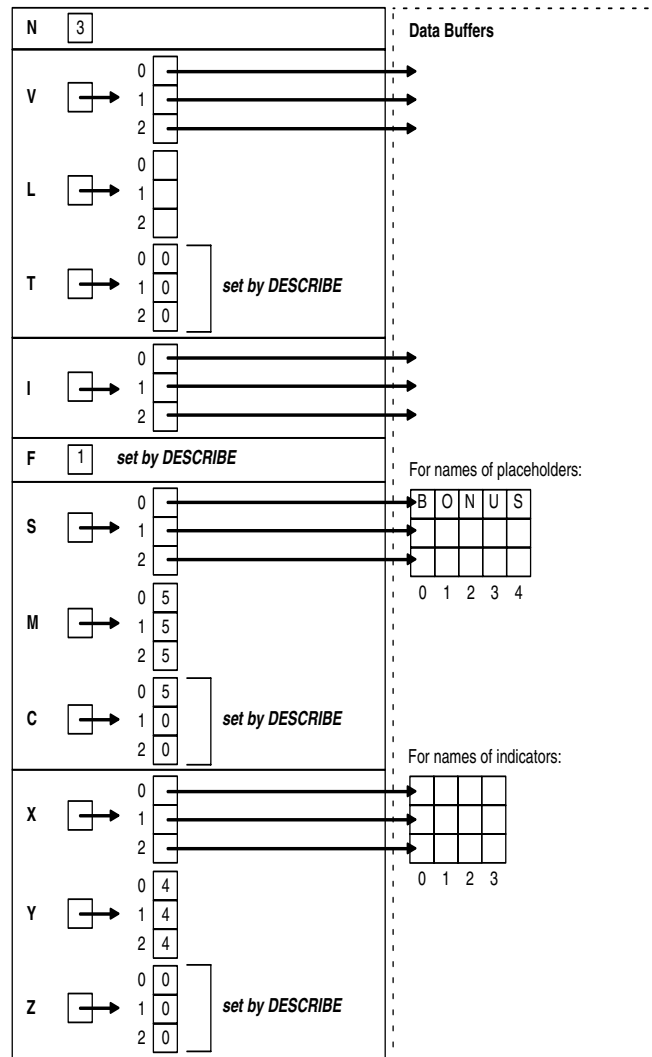 N 3
Data Buffers
0
V 1
2
0
L 1
2
0 0
T 1 0 set by DESCRIBE
2 0
0
I 1
2
F 1 set by DESCRIBE
For names of placeholders:
0 B O N U S
S 1
2
0 1 2 3 4
0 5
M 1 5
2 5
0 5
C 1 0 set by DESCRIBE
2 0
For names of indicators:
0
X 1
2
0 1 2 3
0 4
Y 1 4
2 4
0 0
Z 1 0 set by DESCRIBE
2 0